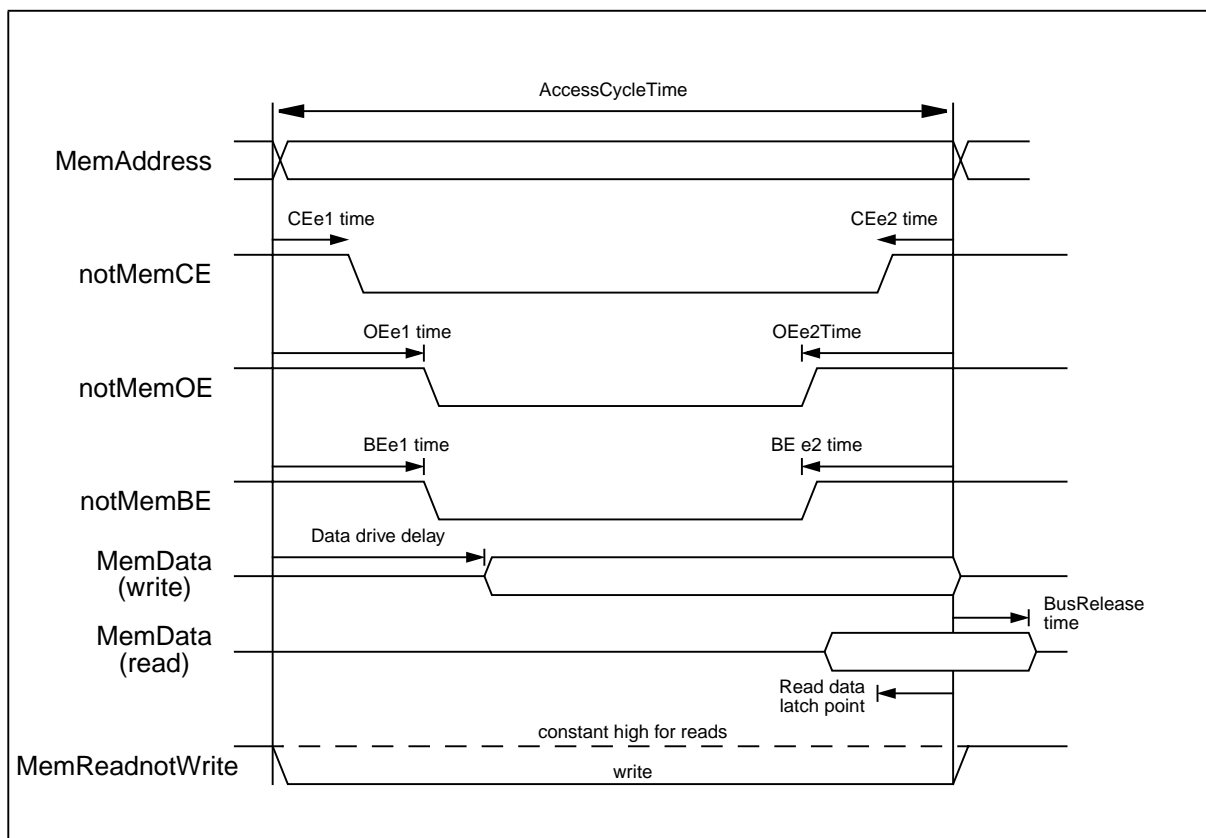 AccessCycleTime
MemAddress
CEe1 time
CEe2 time
notMemCE
OEe1 time
OEe2Time
notMemOE
BEe1 time
BE e2 time
notMemBE
Data drive delay
MemData
(write)
BusRelease
time
MemData
(read)
Read data
latch point
constant high for reads
MemReadnotWrite
write